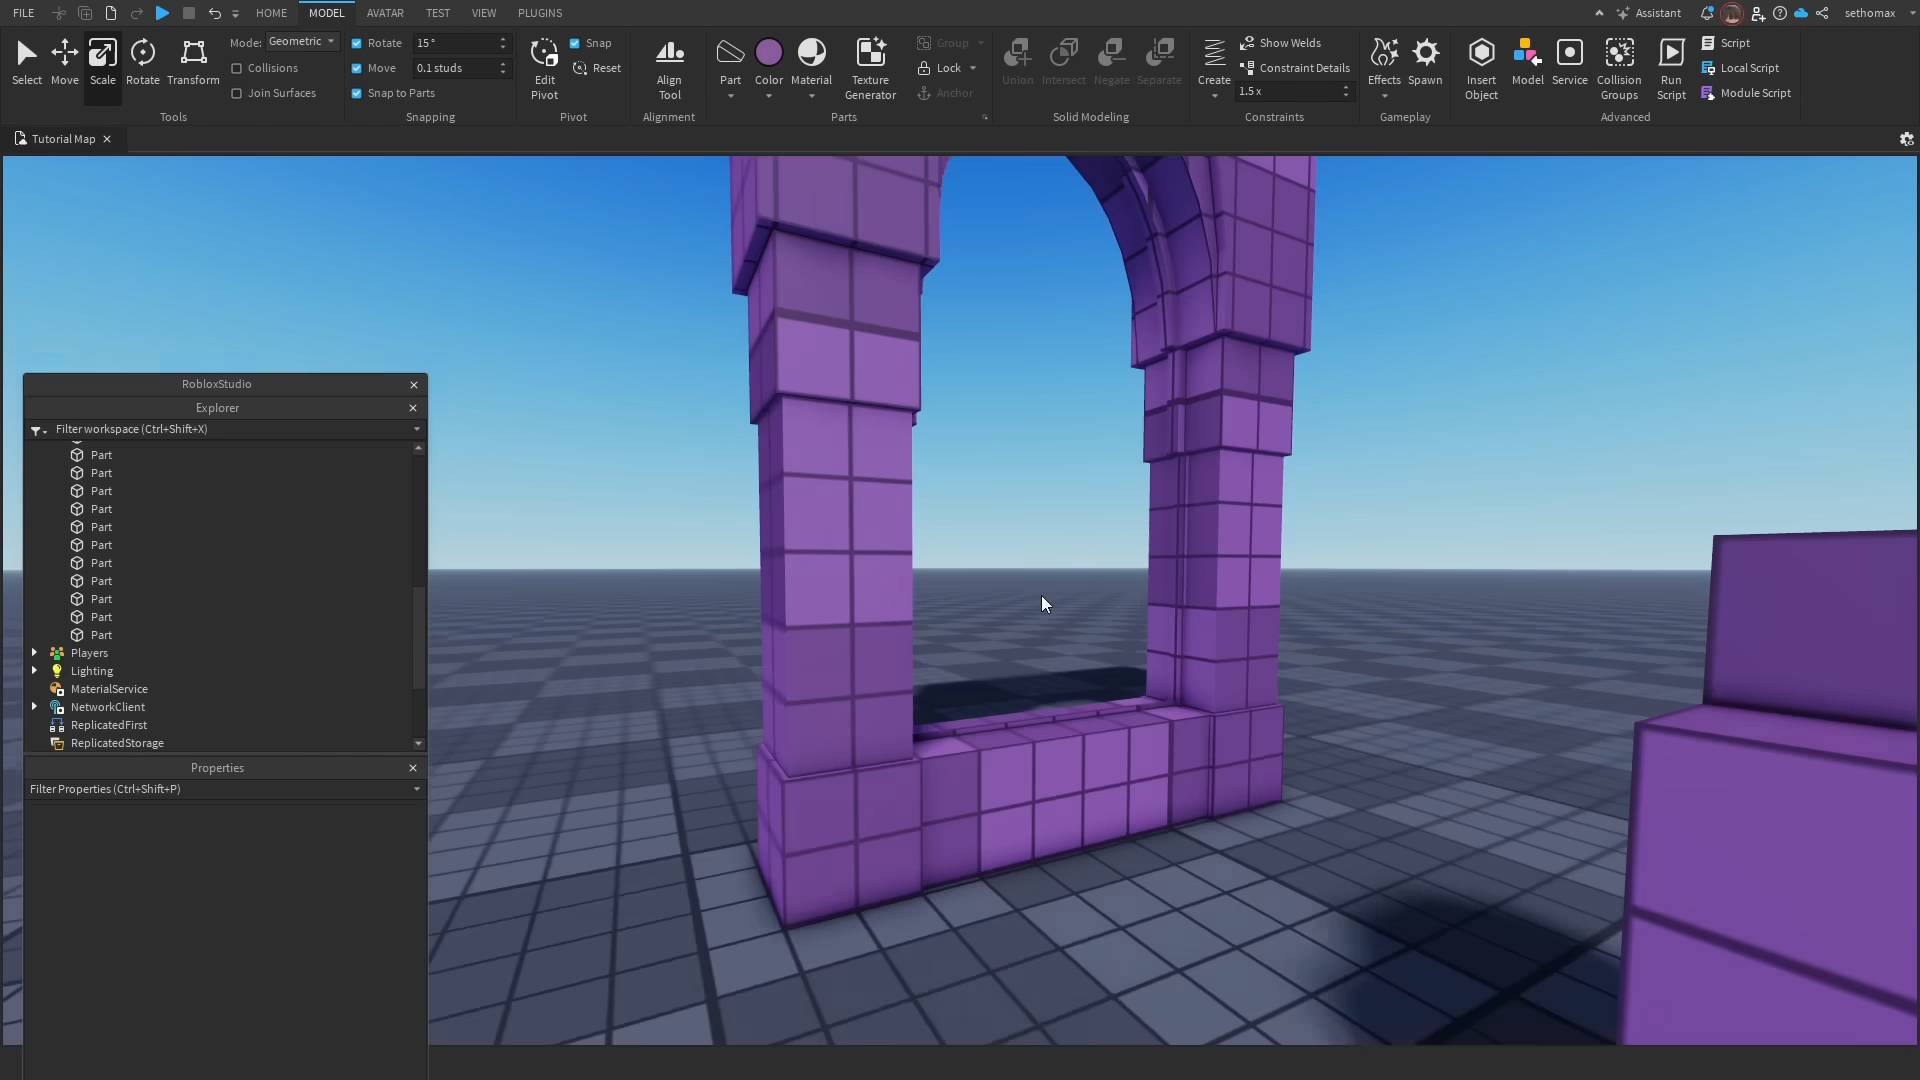 FILE HOME MODEL AVATAR TEST VIEW PLUGINS Assistant sethomax
Select Move Scale Rotate Transform
Mode: Geometric
Collisions
Join Surfaces
Tools
Rotate 15°
Move 0.1 studs
Snap to Parts
Snapping
Edit Pivot
Snap
Reset
Pivot
Align Tool
Alignment
Part Color Material Texture Generator
Group
Lock
Anchor
Parts
Union Intersect Negate Separate
Solid Modeling
Create
Show Welds
Constraint Details
1.5 x
Constraints
Effects Spawn
Gameplay
Insert Object
Model
Service
Collision Groups
Run Script
Script
Local Script
Module Script
Advanced
Tutorial Map
RobloxStudio
Explorer
Filter workspace (Ctrl+Shift+X)
Part
Part
Part
Part
Part
Part
Part
Part
Part
Part
Part
Players
Lighting
MaterialService
NetworkClient
ReplicatedFirst
ReplicatedStorage
Properties
Filter Properties (Ctrl+Shift+P)